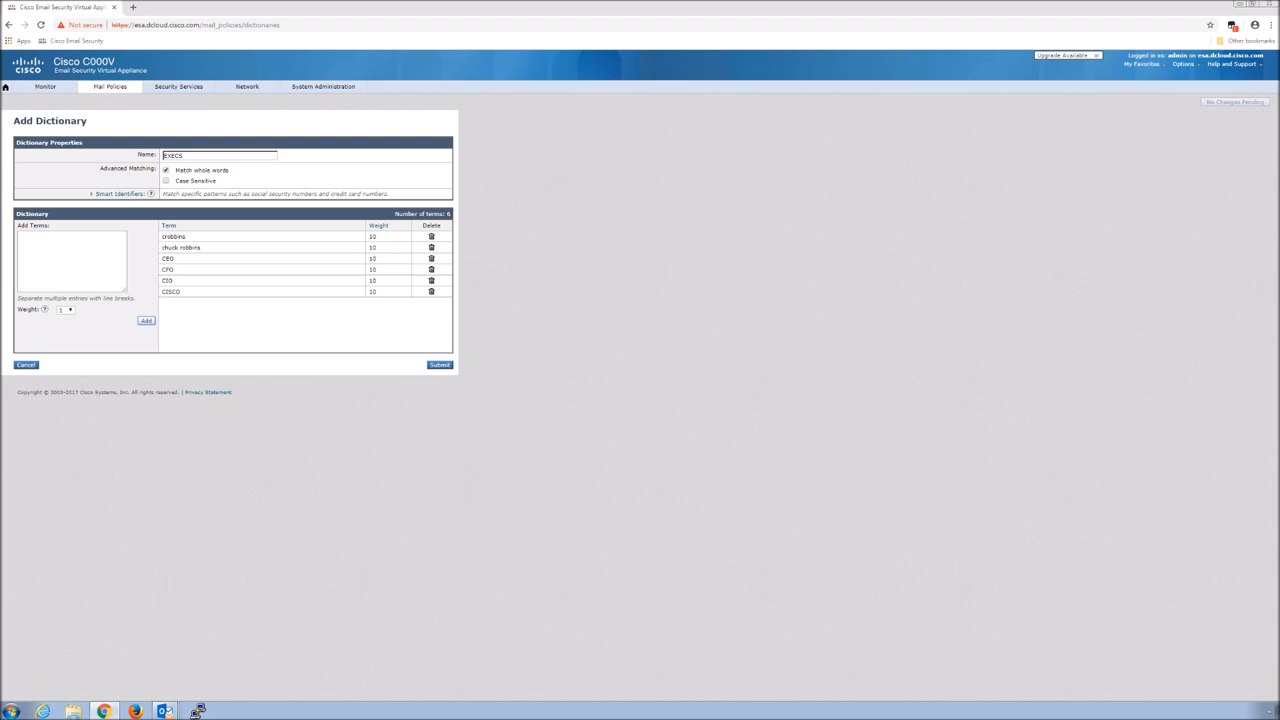 Cisco Email Security Virtual Appl
Not secure https://esa.dcloud.cisco.com/mail_policies/dictionaries
Apps Cisco Email Security Other bookmarks
CISCO
Cisco C000V
Email Security Virtual Appliance
Upgrade Available
Logged in as: admin on esa.dcloud.cisco.com
My Favorites Options Help and Support
Monitor Mail Policies Security Services Network System Administration
No Changes Pending
Add Dictionary
Dictionary Properties
Name: EXECS
Advanced Matching: Match whole words
Case Sensitive
Smart Identifiers: ? Match specific patterns such as social security numbers and credit card numbers.
Dictionary Number of terms: 6
Add Terms: Term Weight Delete
crobbins 10
chuck robbins 10
CEO 10
CFO 10
CIO 10
CISCO 10
Separate multiple entries with line breaks.
Weight: ? 1
Add
Cancel Submit
Copyright © 2003-2017 Cisco Systems, Inc. All rights reserved. | Privacy Statement